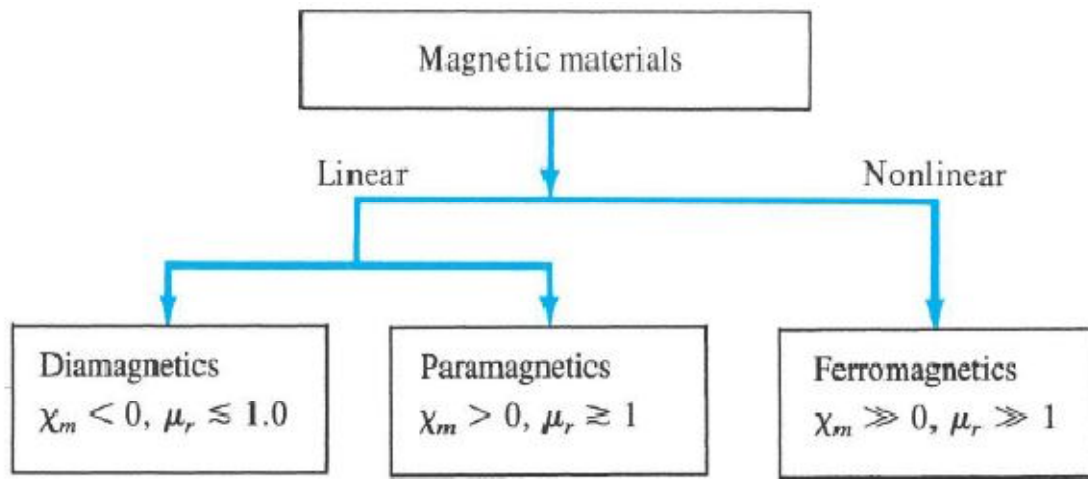 Magnetic materials
Linear
Nonlinear
Diamagnetics
χₘ < 0, μᵣ ≲ 1.0
Paramagnetics
χₘ > 0, μᵣ ≳ 1
Ferromagnetics
χₘ ≫ 0, μᵣ ≫ 1